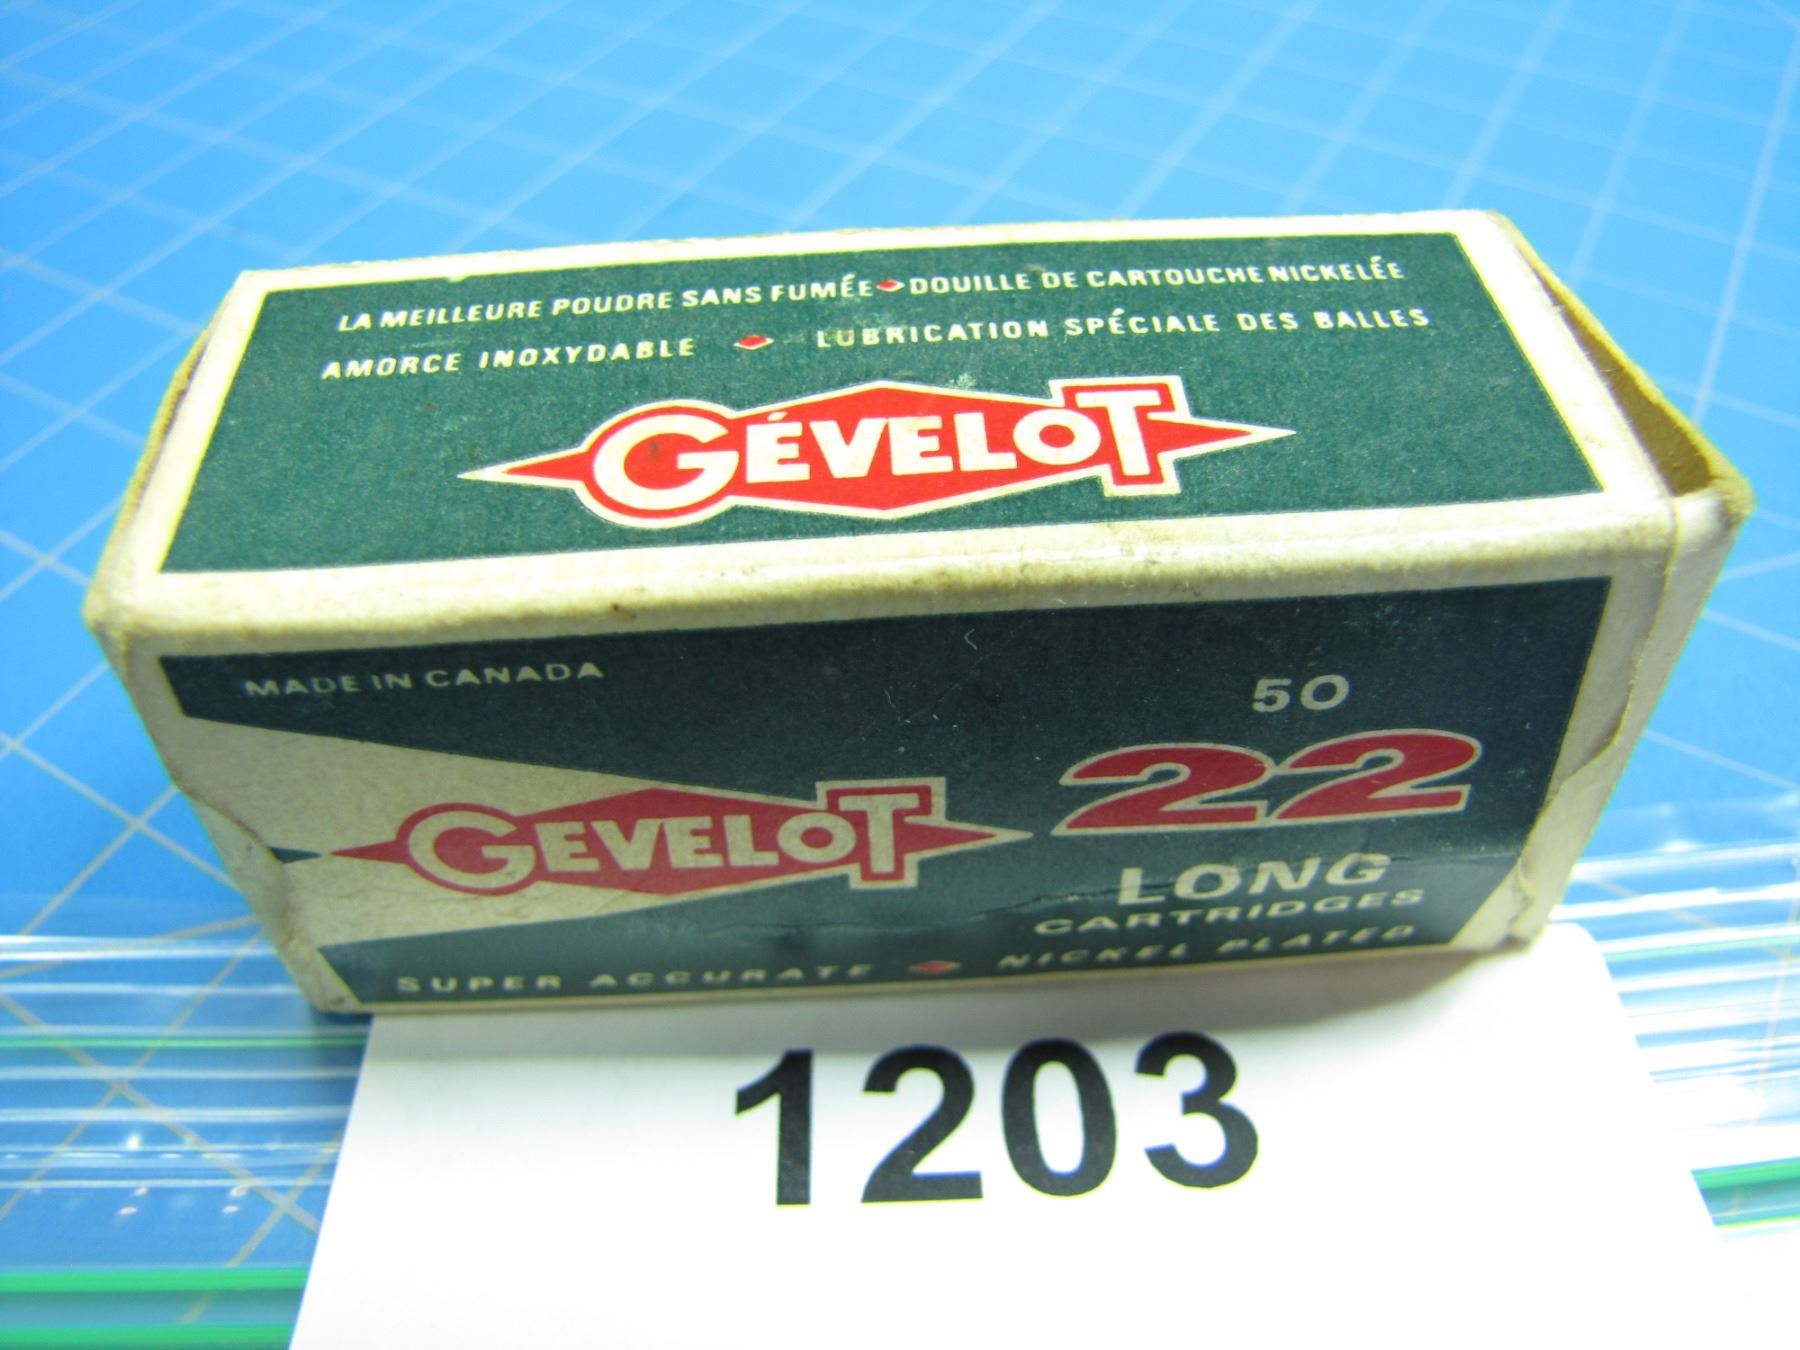 LA MEILLEURE POUDRE SANS FUMÉE DOUILLE DE CARTOUCHE NICKELÉE
AMORCE INOXYDABLE LUBRICATION SPÉCIALE DES BALLES
GÉVELOT
MADE IN CANADA
50
22
GEVELOT
LONG
CARTRIDGES
SUPER ACCURATE NICKEL PLATED
1203